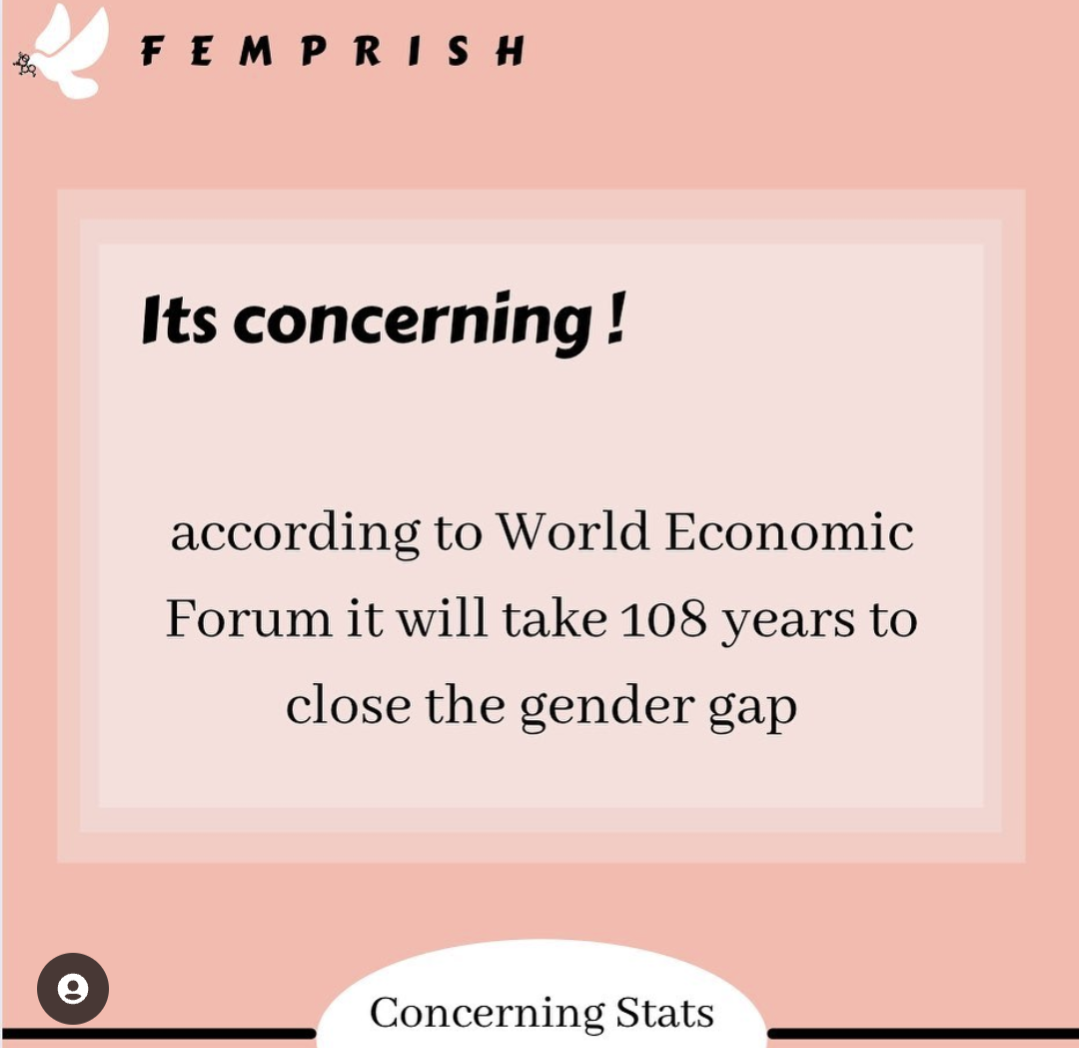 FEMPRISH
Its concerning !
according to World Economic
Forum it will take 108 years to
close the gender gap
Concerning Stats